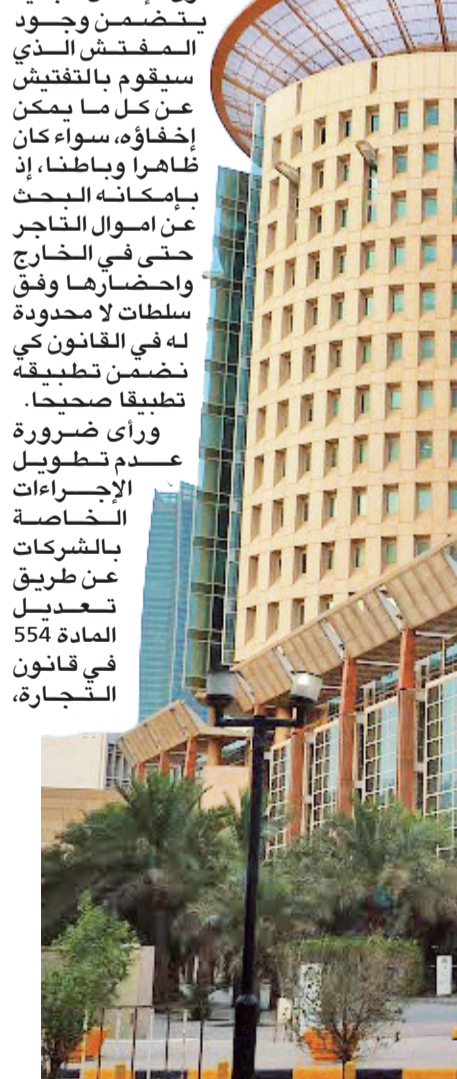 يتضمن وجود
المفتش الذي
سيقوم بالتفتيش
عن كل ما يمكن
إخفاؤه، سواء كان
ظاهرا وباطنا، إذ
بإمكانه البحث
عن اموال التاجر
حتى في الخارج
واحضارها وفق
سلطات لا محدودة
له في القانون كي
نضمن تطبيقه
تطبيقا صحيحا.
ورأى ضرورة
عدم تطويل
الإجراءات
الخاصة
بالشركات
عن طريق
تعديل
المادة 554
في قانون
التجارة،